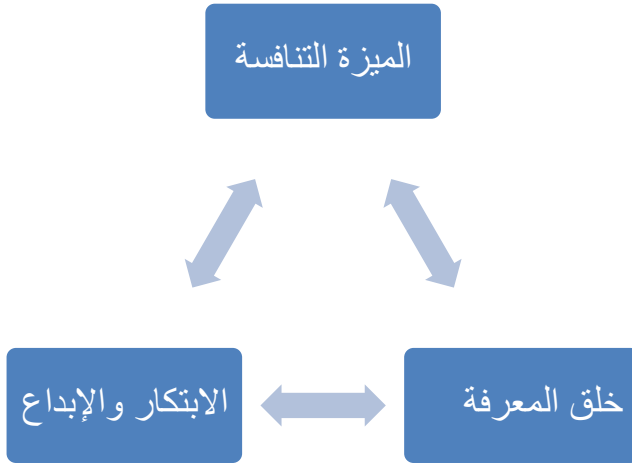 الميزة التنافسة
خلق المعرفة
الابتكار والإبداع